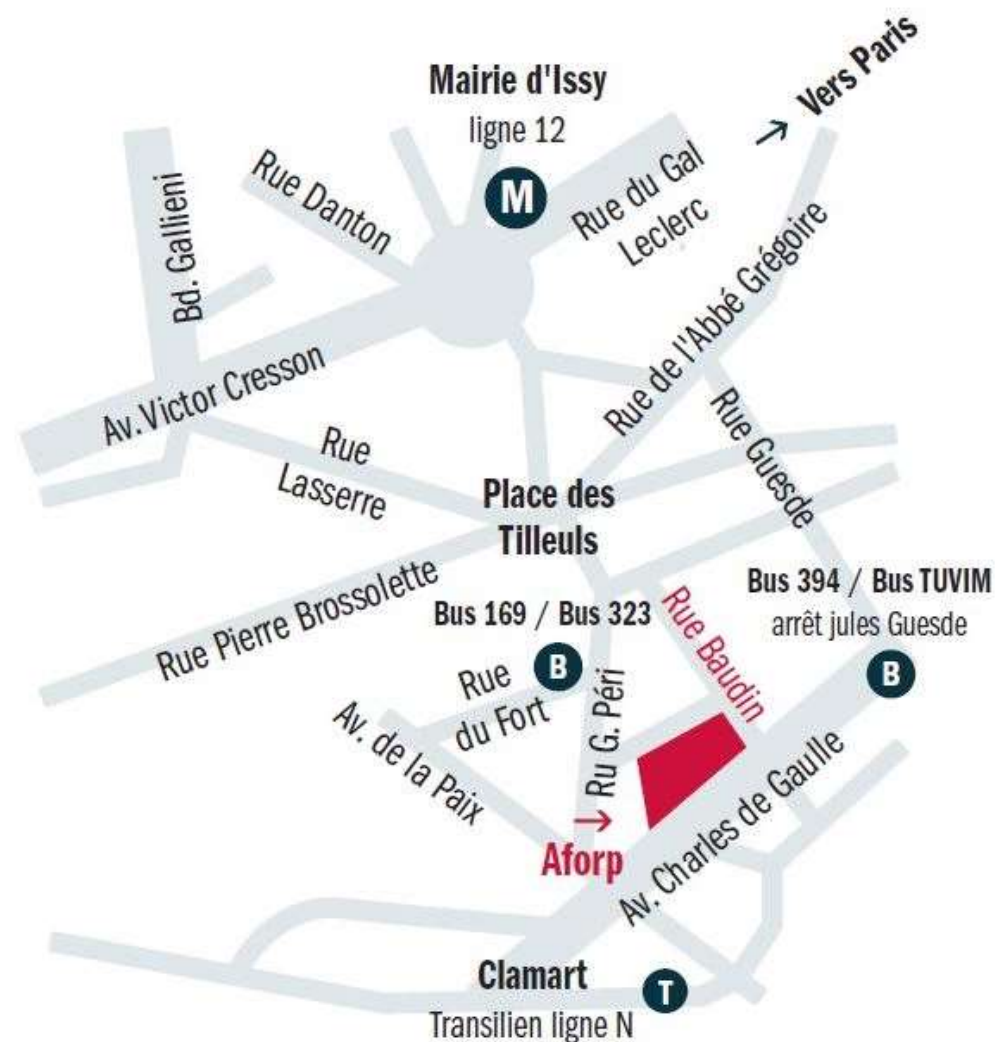 Vers Paris
Mairie d'Issy
ligne 12
M
Rue du Gal
Leclerc
Rue Danton
Bd. Gallieni
Av. Victor Cresson
Rue de l'Abbé Grégoire
Rue Guesde
Rue
Lasserre
Place des
Tilleuls
Rue Pierre Brossolette
Bus 169 / Bus 323
B
Bus 394 / Bus TUVIM
arrêt jules Guesde
B
Rue Baudin
Rue
du Fort
Ru G. Péri
Av. de la Paix
Aforp
Av. Charles de Gaulle
Clamart
T
Transilien ligne N